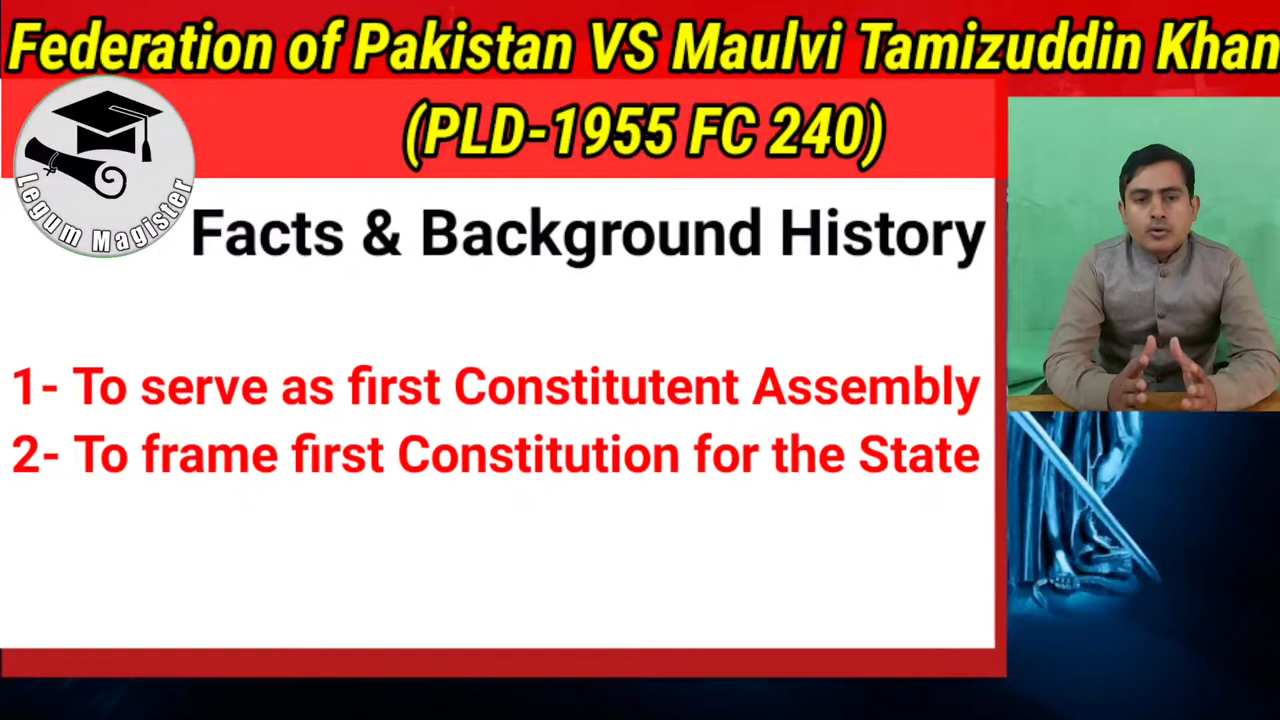 Federation of Pakistan VS Maulvi Tamizuddin Khan
(PLD-1955 FC 240)
Legum Magister
Facts & Background History
1- To serve as first Constitutent Assembly
2- To frame first Constitution for the State